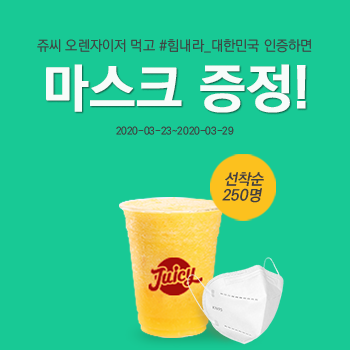 쥬씨 오렌자이저 먹고 #힘내라_대한민국 인증하면
마스크 증정!
2020-03-23~2020-03-29
선착순
250명
Juicy